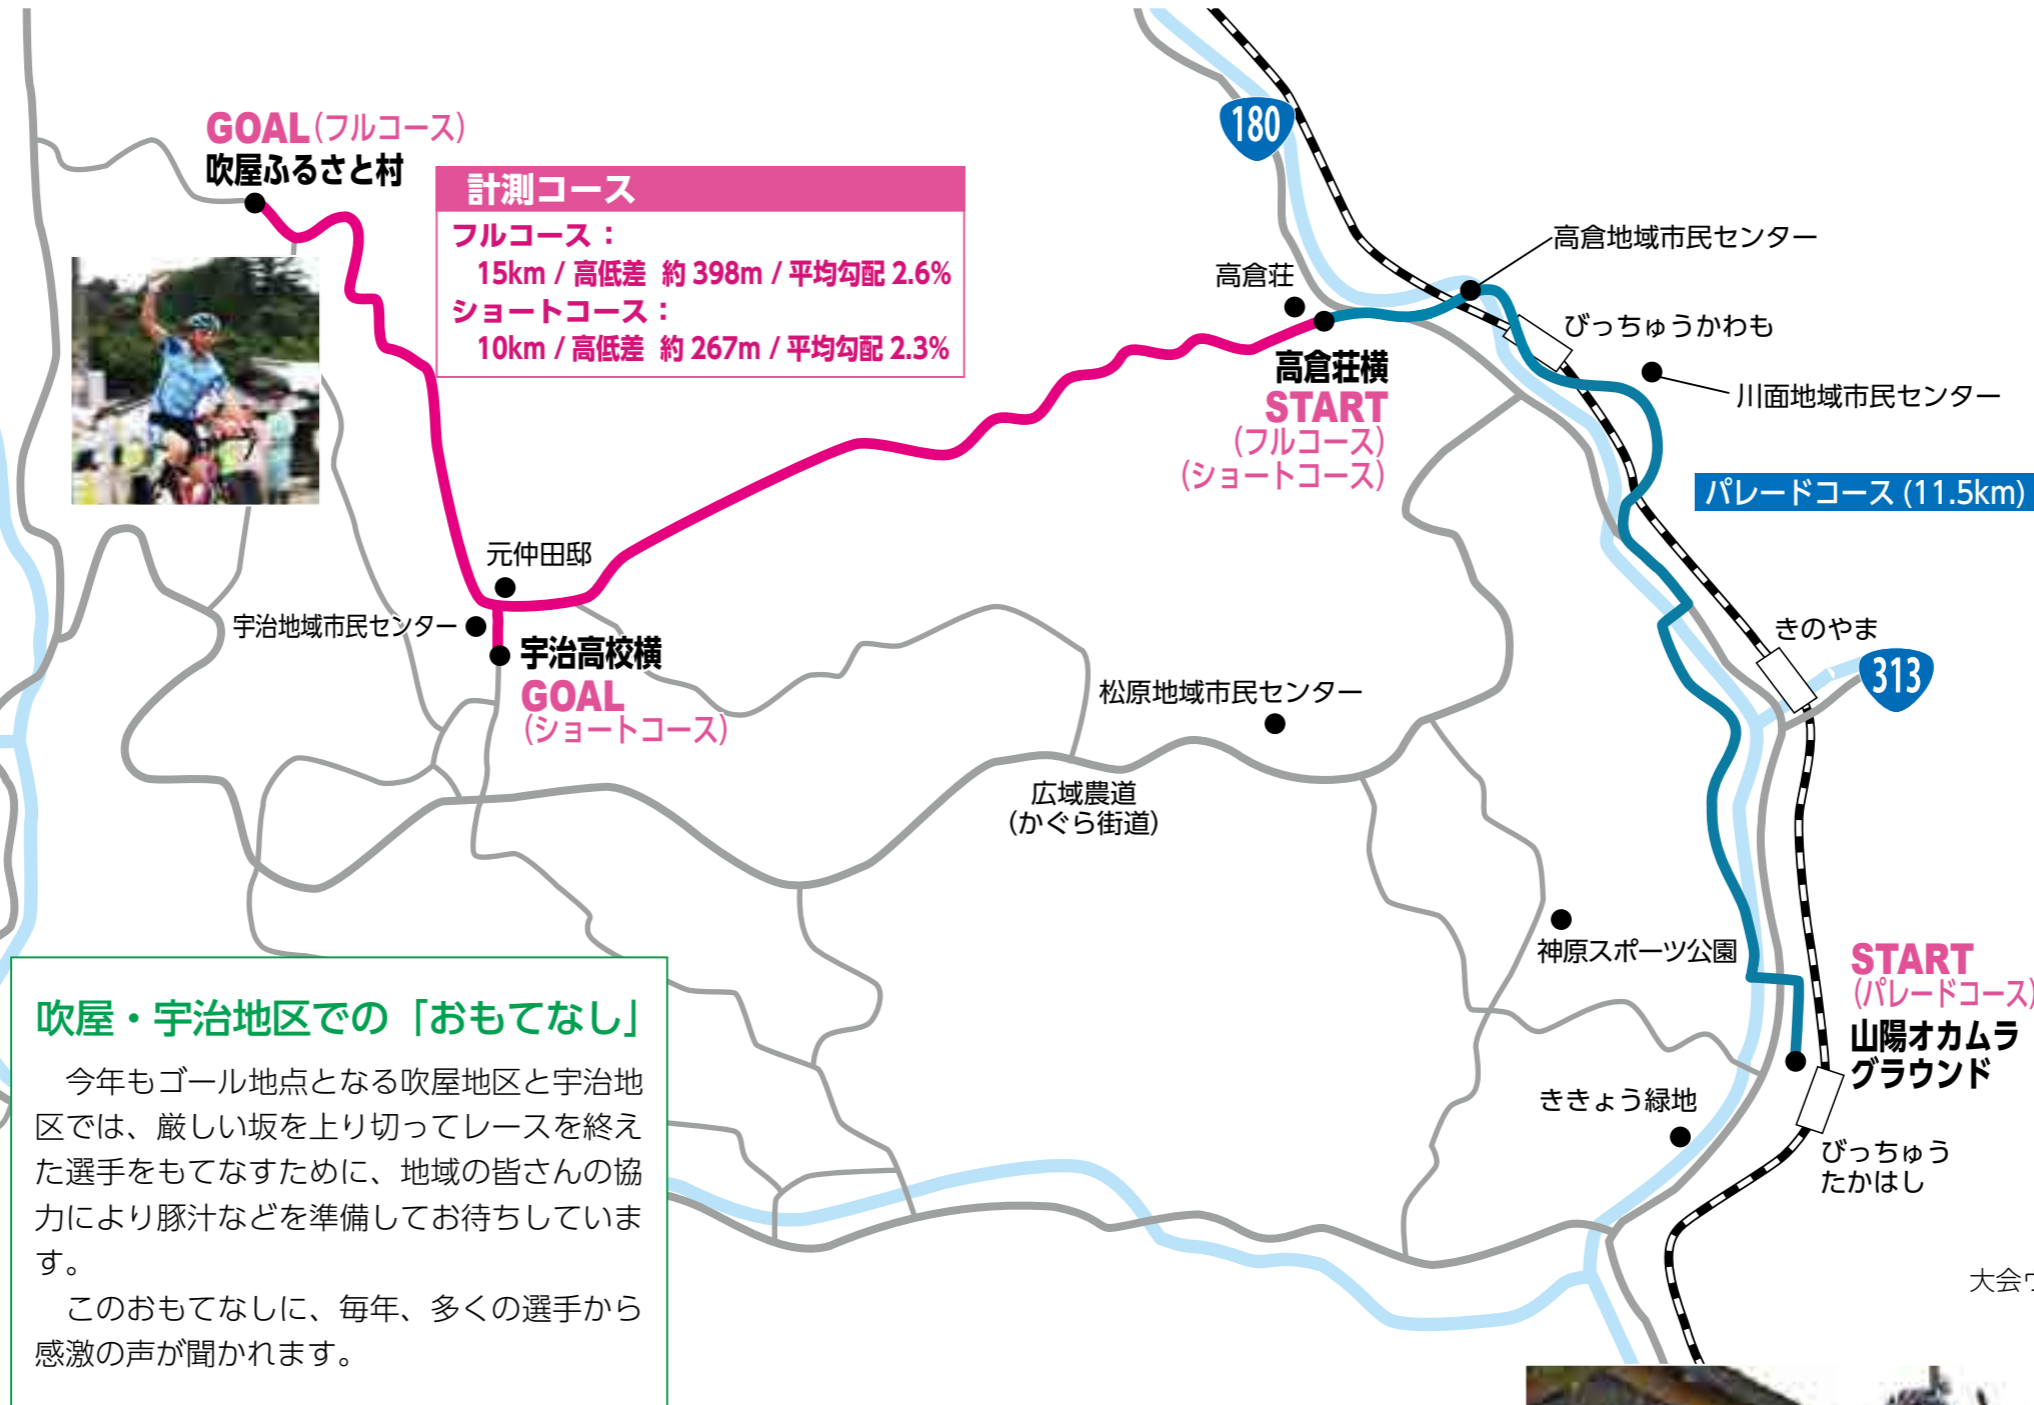 GOAL(フルコース)
吹屋ふるさと村
計測コース
フルコース：
15km / 高低差 約 398m / 平均勾配 2.6%
ショートコース：
10km / 高低差 約 267m / 平均勾配 2.3%
180
高倉地域市民センター
高倉荘
びっちゅうかわも
高倉荘横
START
(フルコース)
(ショートコース)
川面地域市民センター
パレードコース (11.5km)
元仲田邸
宇治地域市民センター
宇治高校横
GOAL
(ショートコース)
きのやま
313
松原地域市民センター
広域農道
(かぐら街道)
神原スポーツ公園
START
(パレードコース)
山陽オカムラ
グラウンド
ききょう緑地
びっちゅう
たかはし
吹屋・宇治地区での「おもてなし」
今年もゴール地点となる吹屋地区と宇治地
区では、厳しい坂を上り切ってレースを終え
た選手をもてなすために、地域の皆さんの協
力により豚汁などを準備してお待ちしていま
す。
このおもてなしに、毎年、多くの選手から
感激の声が聞かれます。
大会